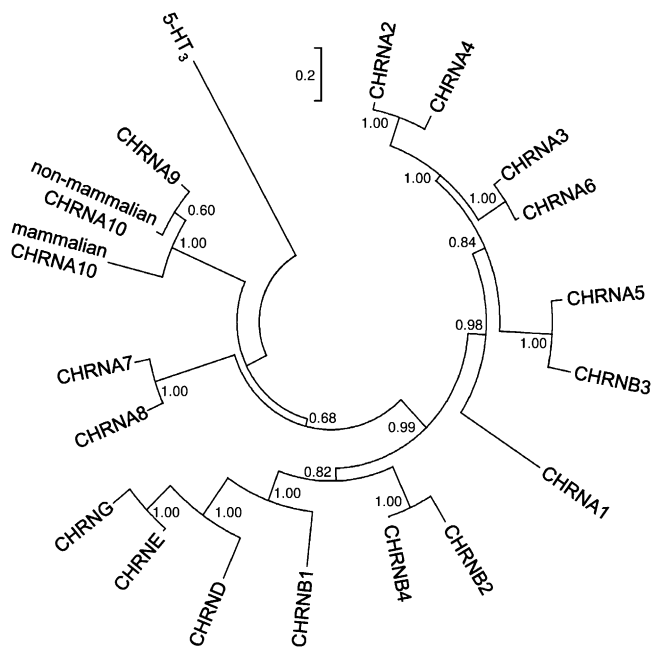 5-HT3
0.2
CHRNA2
CHRNA4
1.00
CHRNA3
1.00
1.00
CHRNA6
CHRNA9
non-mammalian
CHRNA10
0.60
mammalian
CHRNA10
1.00
0.84
CHRNA5
0.98
1.00
CHRNA7
CHRNB3
1.00
CHRNA8
0.68
0.99
CHRNA1
0.82
1.00
1.00
1.00
1.00
CHRNG
CHRNE
CHRND
CHRNB1
CHRNB4
CHRNB2